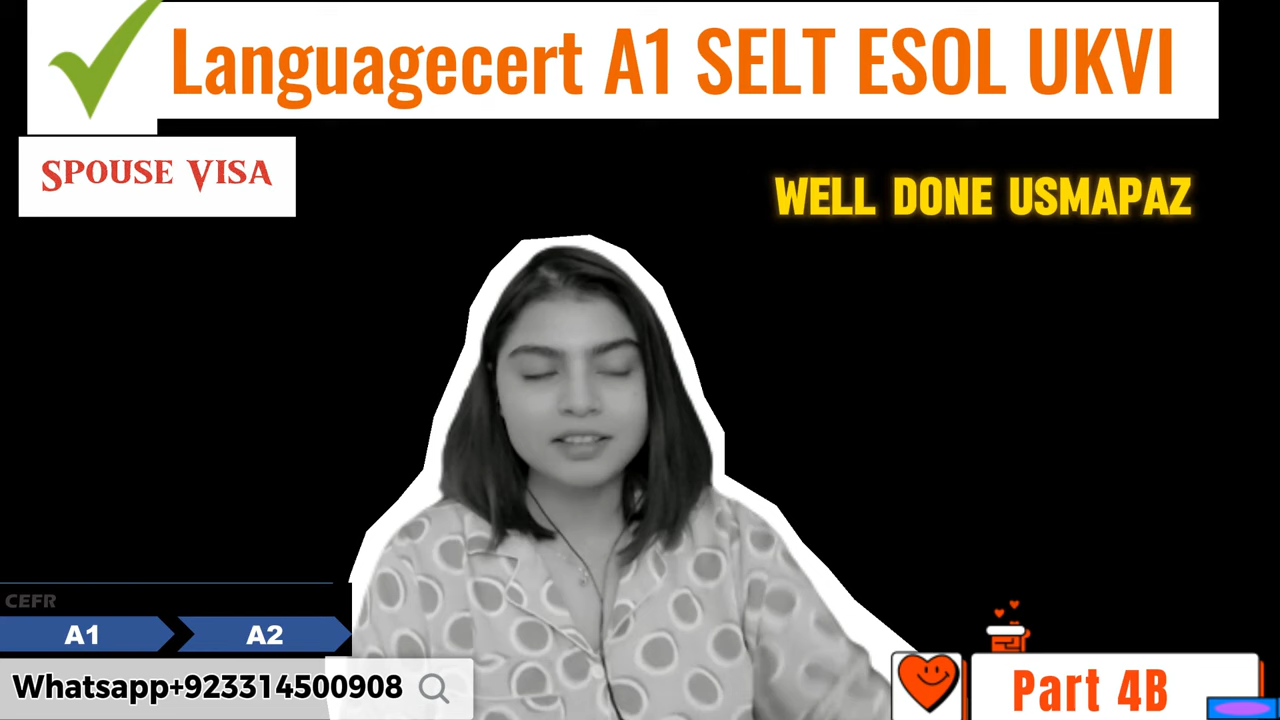 Languagecert A1 SELT ESOL UKVI
SPOUSE VISA
WELL DONE USMAPAZ
CEFR
A1 A2
Whatsapp+923314500908
Part 4B